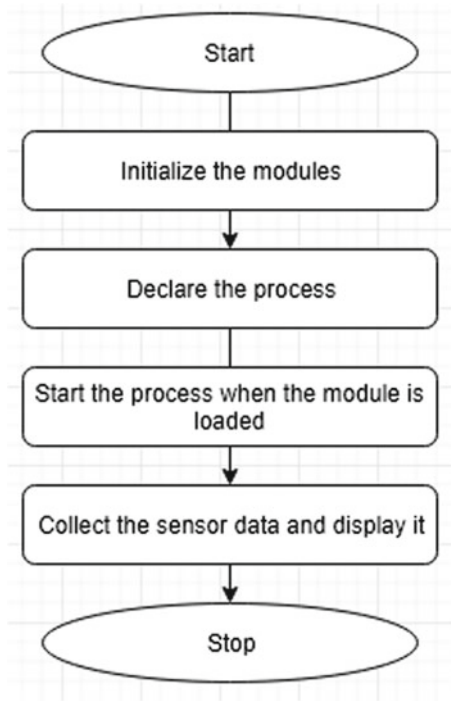 Start
Initialize the modules
Declare the process
Start the process when the module is
loaded
Collect the sensor data and display it
Stop